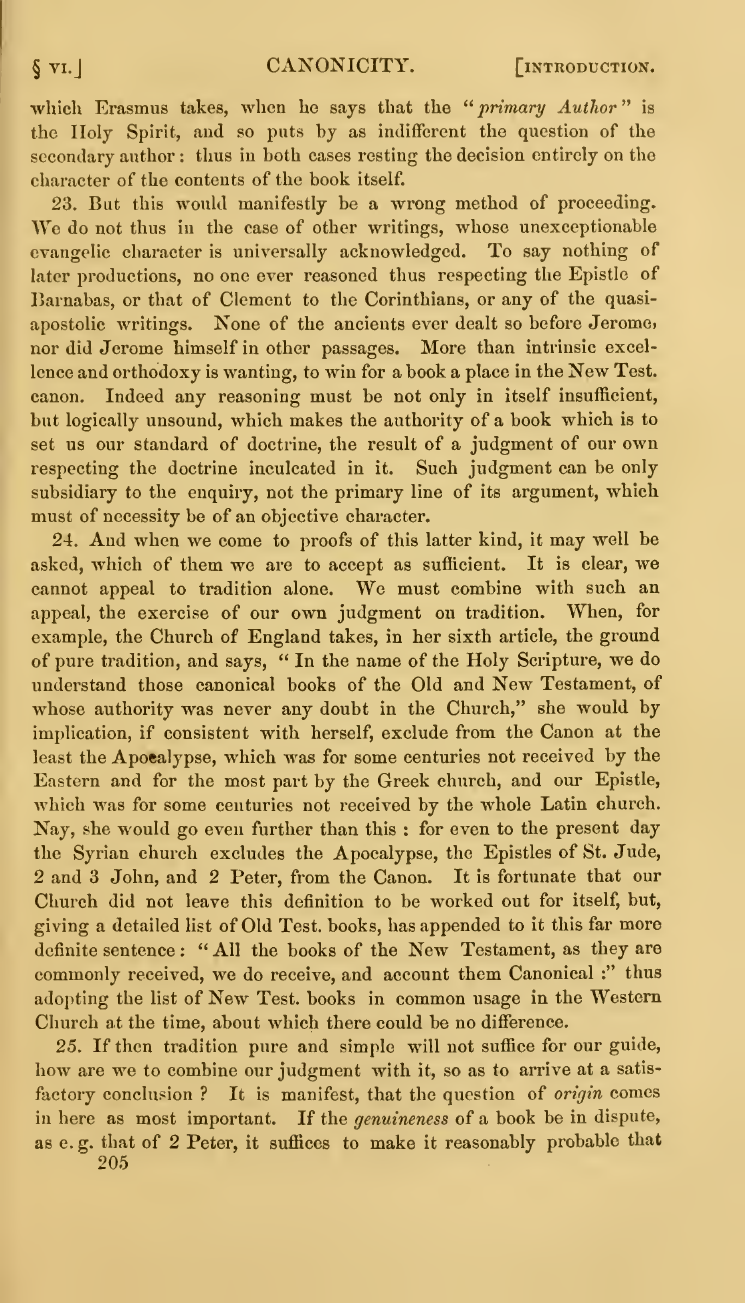 § VI.]
CANONICITY.
[INTRODUCTION.
which Erasmus takes, when he says that the “primary Author” is
the Holy Spirit, and so puts by as indifferent the question of the
secondary author: thus in both cases resting the decision entirely on the
character of the contents of the book itself.
23. But this would manifestly be a wrong method of proceeding.
We do not thus in the case of other writings, whose unexceptionable
evangelic character is universally acknowledged. To say nothing of
later productions, no one ever reasoned thus respecting the Epistle of
Barnabas, or that of Clement to the Corinthians, or any of the quasi-
apostolic writings. None of the ancients ever dealt so before Jerome,
nor did Jerome himself in other passages. More than intrinsic excel-
lence and orthodoxy is wanting, to win for a book a place in the New Test.
canon. Indeed any reasoning must be not only in itself insufficient,
but logically unsound, which makes the authority of a book which is to
set us our standard of doctrine, the result of a judgment of our own
respecting the doctrine inculcated in it. Such judgment can be only
subsidiary to the enquiry, not the primary line of its argument, which
must of necessity be of an objective character.
24. And when we come to proofs of this latter kind, it may well be
asked, which of them we are to accept as sufficient. It is clear, we
cannot appeal to tradition alone. We must combine with such an
appeal, the exercise of our own judgment on tradition. When, for
example, the Church of England takes, in her sixth article, the ground
of pure tradition, and says, “ In the name of the Holy Scripture, we do
understand those canonical books of the Old and New Testament, of
whose authority was never any doubt in the Church,” she would by
implication, if consistent with herself, exclude from the Canon at the
least the Apocalypse, which was for some centuries not received by the
Eastern and for the most part by the Greek church, and our Epistle,
which was for some centuries not received by the whole Latin church.
Nay, she would go even further than this : for even to the present day
the Syrian church excludes the Apocalypse, the Epistles of St. Jude,
2 and 3 John, and 2 Peter, from the Canon. It is fortunate that our
Church did not leave this definition to be worked out for itself, but,
giving a detailed list of Old Test. books, has appended to it this far more
definite sentence : “ All the books of the New Testament, as they are
commonly received, we do receive, and account them Canonical :” thus
adopting the list of New Test. books in common usage in the Western
Church at the time, about which there could be no difference.
25. If then tradition pure and simple will not suffice for our guide,
how are we to combine our judgment with it, so as to arrive at a satis-
factory conclusion ? It is manifest, that the question of origin comes
in here as most important. If the genuineness of a book be in dispute,
as e. g. that of 2 Peter, it suffices to make it reasonably probable that
205